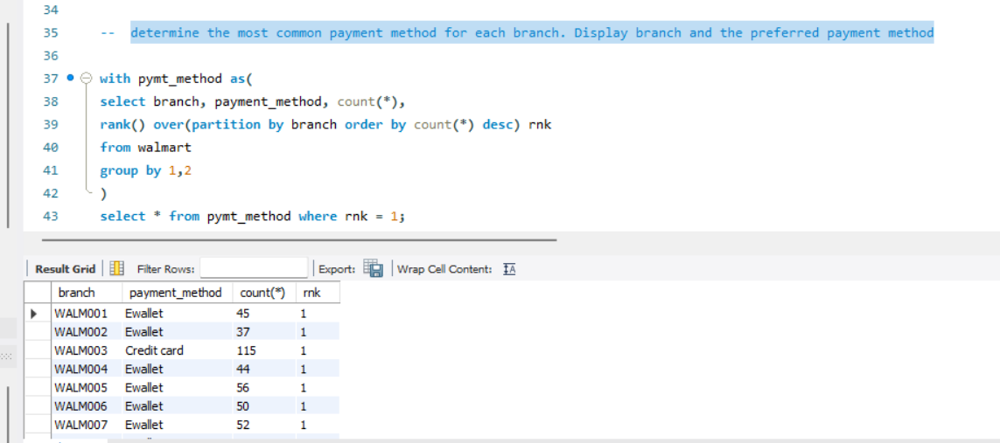 34
35 -- determine the most common payment method for each branch. Display branch and the preferred payment method
36
37 with pymt_method as(
38 select branch, payment_method, count(*),
39 rank() over(partition by branch order by count(*) desc) rnk
40 from walmart
41 group by 1,2
42 )
43 select * from pymt_method where rnk = 1;
Result Grid Filter Rows: Export: Wrap Cell Content:
branch payment_method count(*) rnk
WALM001 Ewallet 45 1
WALM002 Ewallet 37 1
WALM003 Credit card 115 1
WALM004 Ewallet 44 1
WALM005 Ewallet 56 1
WALM006 Ewallet 50 1
WALM007 Ewallet 52 1